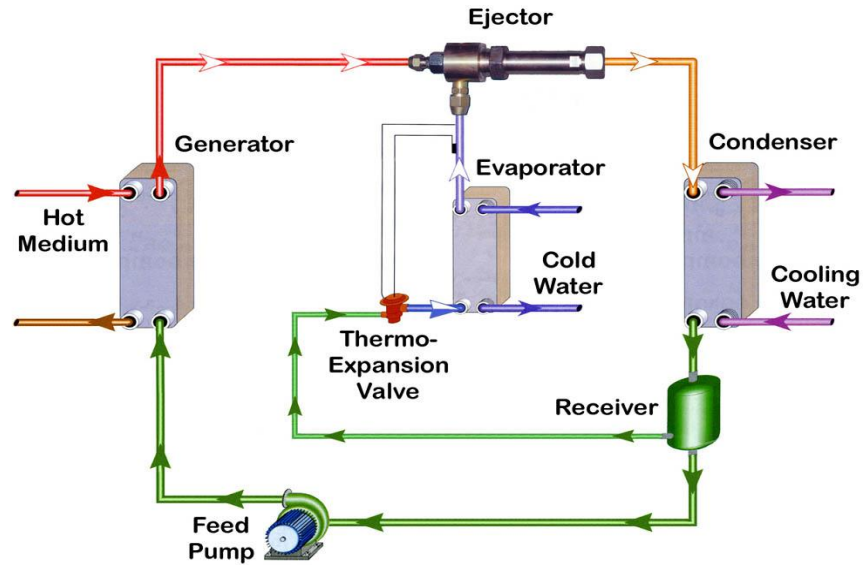 Ejector
Generator
Condenser
Evaporator
Hot
Medium
Cold
Water
Cooling
Water
Thermo-
Expansion
Valve
Receiver
Feed
Pump